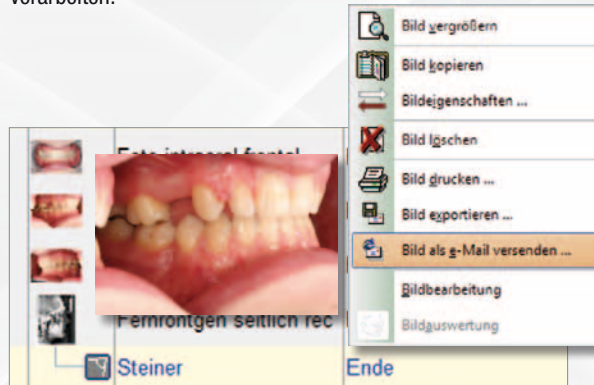 Bild vergrößern
Bild kopieren
Bildeigenschaften ...
Bild löschen
Bild drucken ...
Bild exportieren ...
Bild als e-Mail versenden ...
Bildbearbeitung
Bildauswertung
Foto intraoral frontal
Fernröntgen seitlich rec
Steiner
Ende